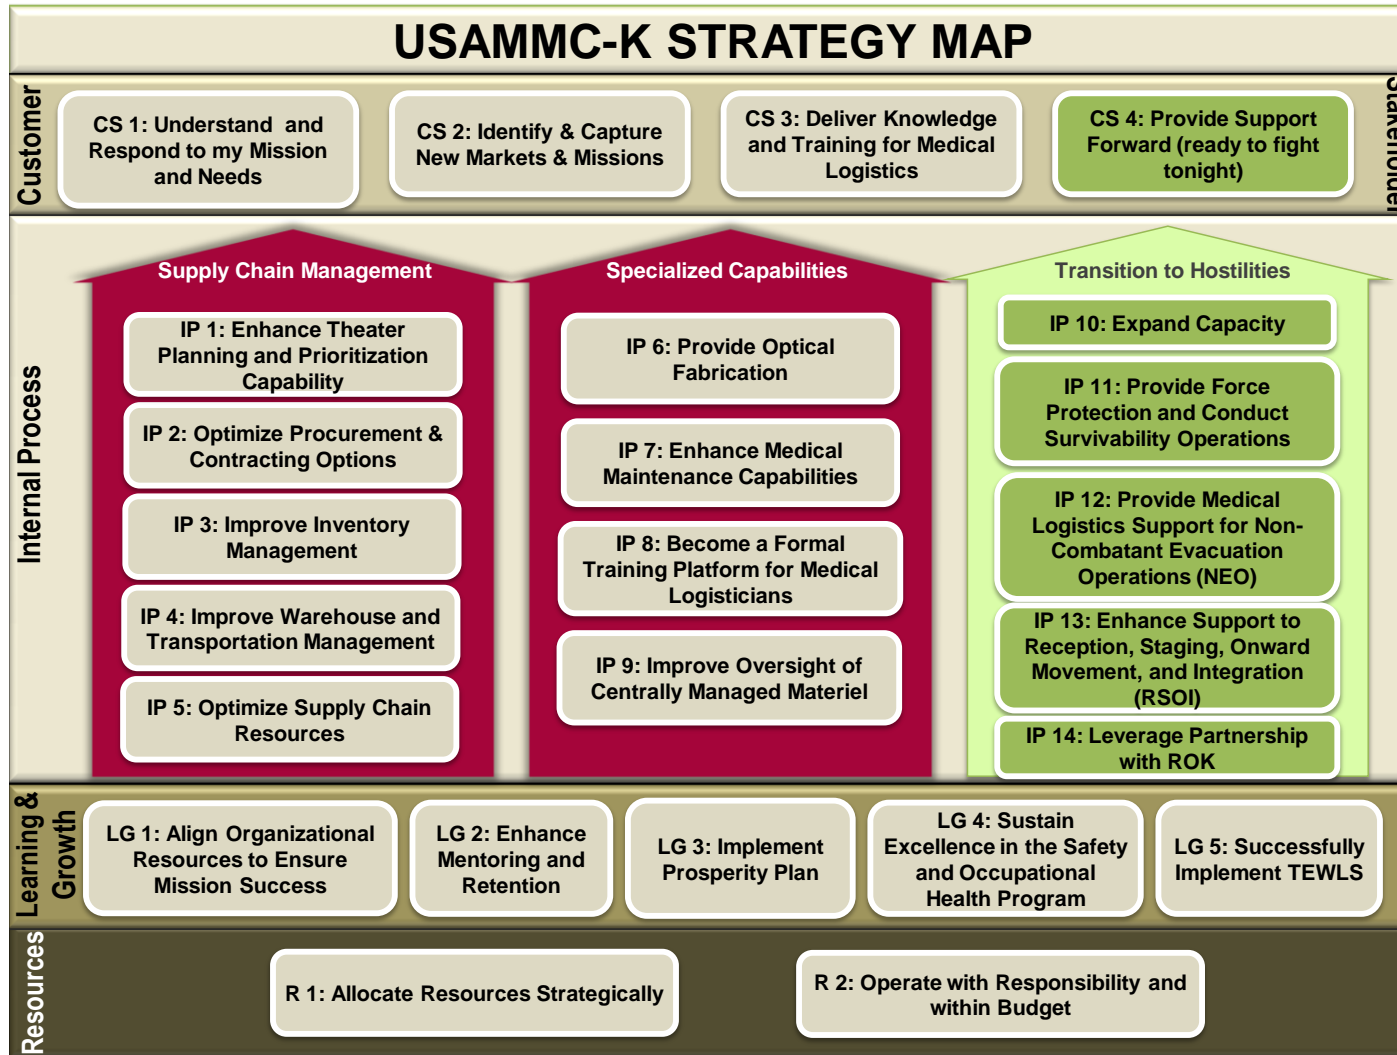 USAMMC-K STRATEGY MAP
Customer
Stakeholder
CS 1: Understand and
Respond to my Mission
and Needs
CS 2: Identify & Capture
New Markets & Missions
CS 3: Deliver Knowledge
and Training for Medical
Logistics
CS 4: Provide Support
Forward (ready to fight
tonight)
Internal Process
Supply Chain Management
IP 1: Enhance Theater
Planning and Prioritization
Capability
IP 2: Optimize Procurement &
Contracting Options
IP 3: Improve Inventory
Management
IP 4: Improve Warehouse and
Transportation Management
IP 5: Optimize Supply Chain
Resources
Specialized Capabilities
IP 6: Provide Optical
Fabrication
IP 7: Enhance Medical
Maintenance Capabilities
IP 8: Become a Formal
Training Platform for Medical
Logisticians
IP 9: Improve Oversight of
Centrally Managed Materiel
Transition to Hostilities
IP 10: Expand Capacity
IP 11: Provide Force
Protection and Conduct
Survivability Operations
IP 12: Provide Medical
Logistics Support for Non-
Combatant Evacuation
Operations (NEO)
IP 13: Enhance Support to
Reception, Staging, Onward
Movement, and Integration
(RSOI)
IP 14: Leverage Partnership
with ROK
Learning &
Growth
LG 1: Align Organizational
Resources to Ensure
Mission Success
LG 2: Enhance
Mentoring and
Retention
LG 3: Implement
Prosperity Plan
LG 4: Sustain
Excellence in the Safety
and Occupational
Health Program
LG 5: Successfully
Implement TEWLS
Resources
R 1: Allocate Resources Strategically
R 2: Operate with Responsibility and
within Budget